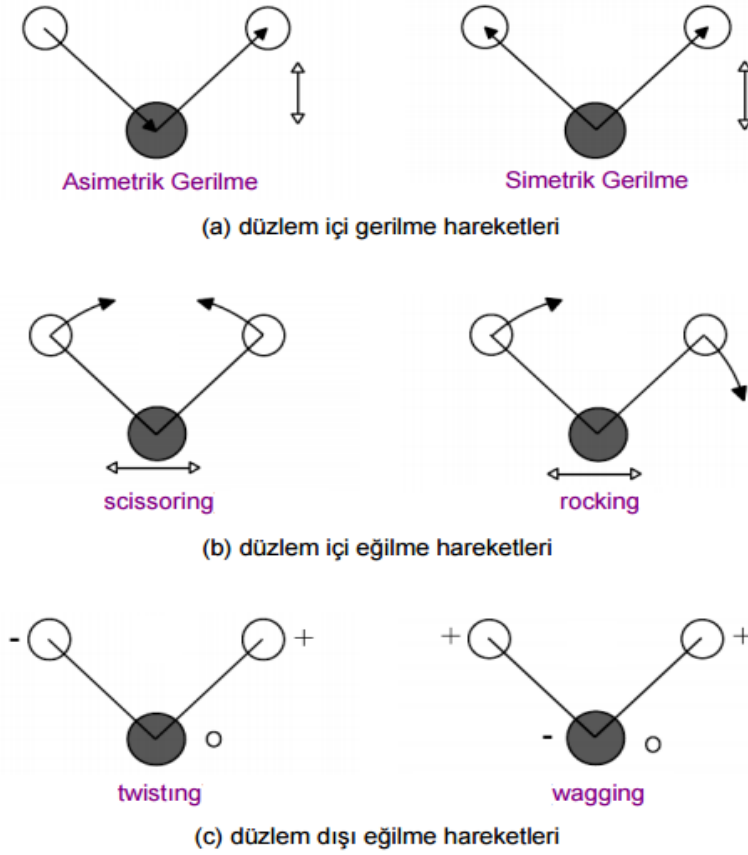 Asimetrik Gerilme
Simetrik Gerilme
(a) düzlem içi gerilme hareketleri
scissoring
rocking
(b) düzlem içi eğilme hareketleri
- + O
+ + - O
twistıng
wagging
(c) düzlem dışı eğilme hareketleri